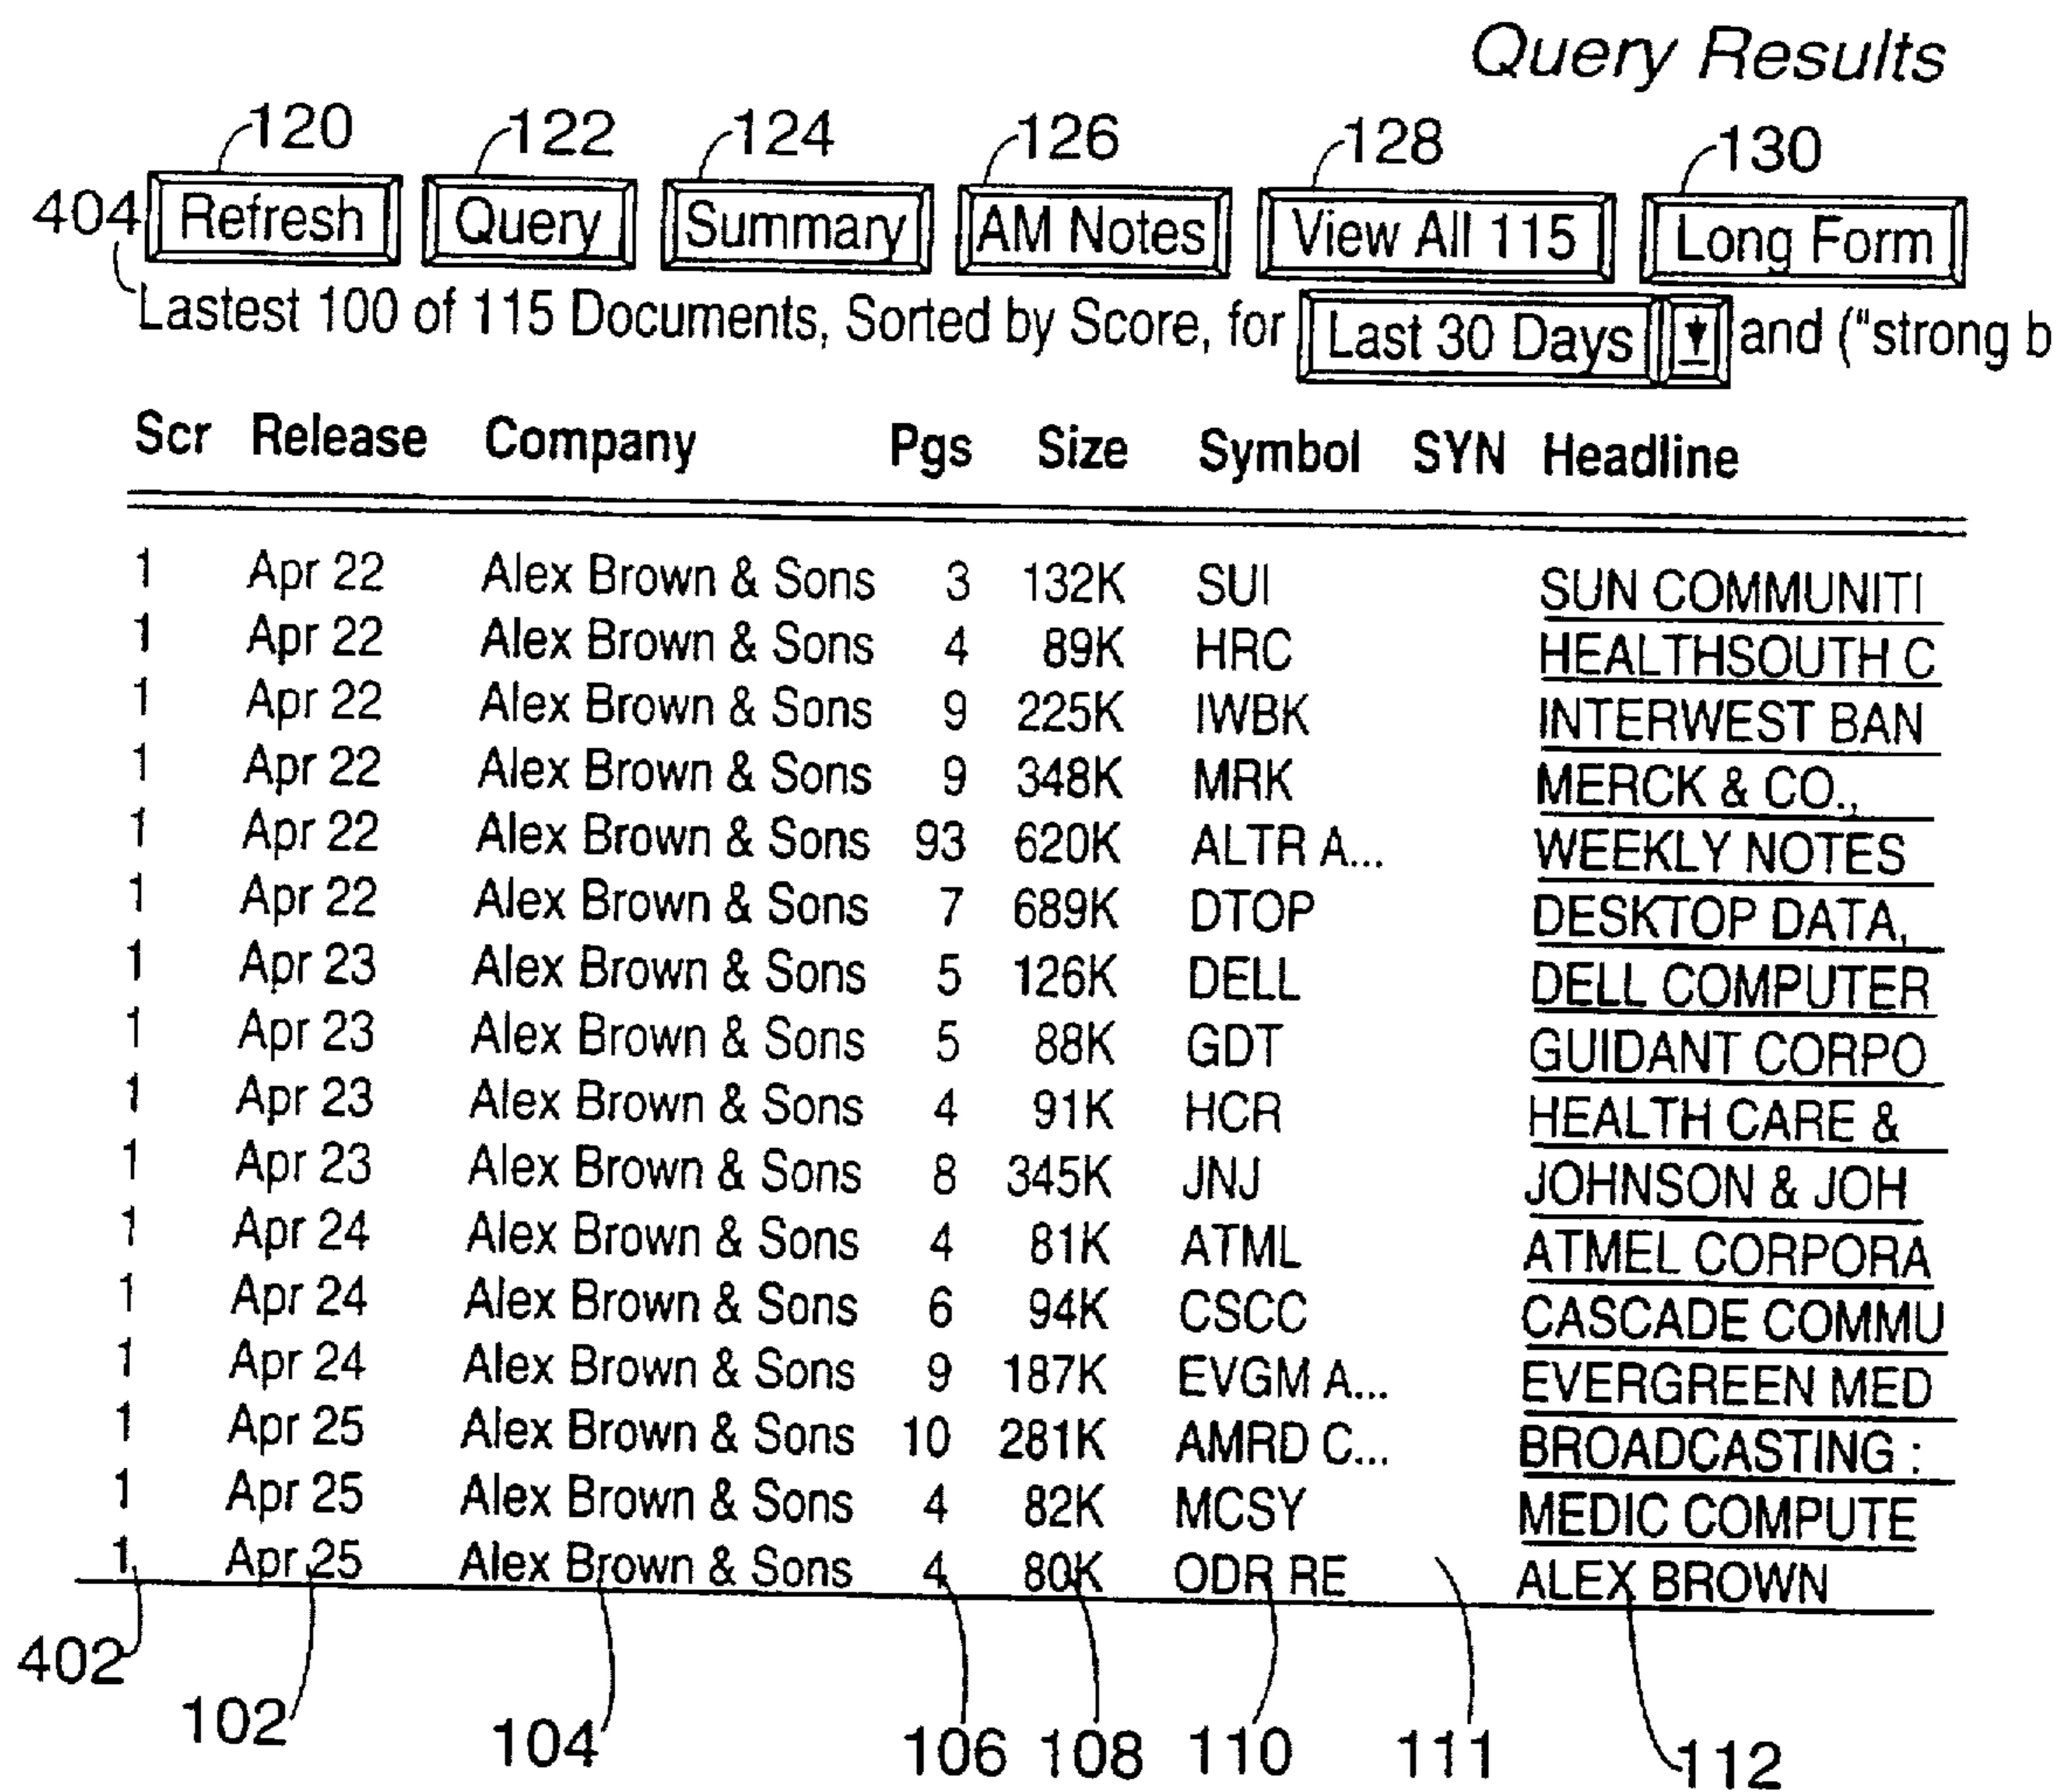 Query Results
120 122 124 126 128 130
404 Refresh Query Summary AM Notes View All 115 Long Form
Lastest 100 of 115 Documents, Sorted by Score, for Last 30 Days and ("strong b
Scr Release Company Pgs Size Symbol SYN Headline
1 Apr 22 Alex Brown & Sons 3 132K SUI SUN COMMUNITI
1 Apr 22 Alex Brown & Sons 4 89K HRC HEALTHSOUTH C
1 Apr 22 Alex Brown & Sons 9 225K IWBK INTERWEST BAN
1 Apr 22 Alex Brown & Sons 9 348K MRK MERCK & CO.,
1 Apr 22 Alex Brown & Sons 93 620K ALTR A... WEEKLY NOTES
1 Apr 22 Alex Brown & Sons 7 689K DTOP DESKTOP DATA,
1 Apr 23 Alex Brown & Sons 5 126K DELL DELL COMPUTER
1 Apr 23 Alex Brown & Sons 5 88K GDT GUIDANT CORPO
1 Apr 23 Alex Brown & Sons 4 91K HCR HEALTH CARE &
1 Apr 23 Alex Brown & Sons 8 345K JNJ JOHNSON & JOH
1 Apr 24 Alex Brown & Sons 4 81K ATML ATMEL CORPORA
1 Apr 24 Alex Brown & Sons 6 94K CSCC CASCADE COMMU
1 Apr 24 Alex Brown & Sons 9 187K EVGM A... EVERGREEN MED
1 Apr 25 Alex Brown & Sons 10 281K AMRD C... BROADCASTING :
1 Apr 25 Alex Brown & Sons 4 82K MCSY MEDIC COMPUTE
1 Apr 25 Alex Brown & Sons 4 80K ODR RE ALEX BROWN
402 102 104 106 108 110 111 112